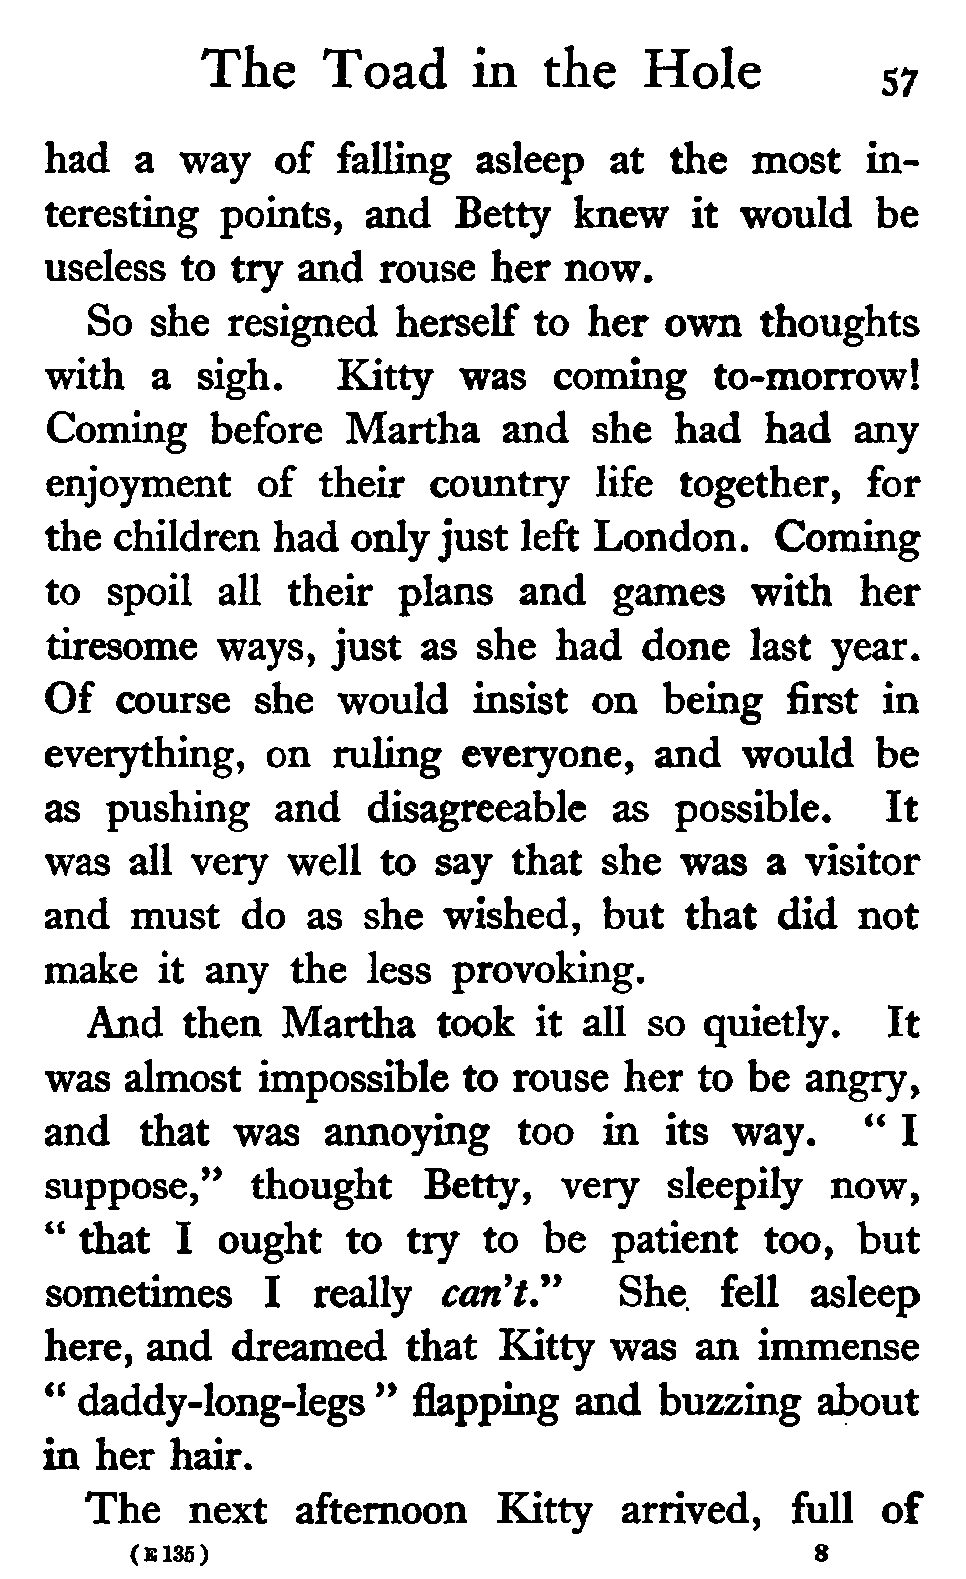 The Toad in the Hole 57
had a way of falling asleep at the most in-
teresting points, and Betty knew it would be
useless to try and rouse her now.
So she resigned herself to her own thoughts
with a sigh. Kitty was coming to-morrow!
Coming before Martha and she had had any
enjoyment of their country life together, for
the children had only just left London. Coming
to spoil all their plans and games with her
tiresome ways, just as she had done last year.
Of course she would insist on being first in
everything, on ruling everyone, and would be
as pushing and disagreeable as possible. It
was all very well to say that she was a visitor
and must do as she wished, but that did not
make it any the less provoking.
And then Martha took it all so quietly. It
was almost impossible to rouse her to be angry,
and that was annoying too in its way. "I
suppose," thought Betty, very sleepily now,
"that I ought to try to be patient too, but
sometimes I really can't." She fell asleep
here, and dreamed that Kitty was an immense
"daddy-long-legs" flapping and buzzing about
in her hair.
The next afternoon Kitty arrived, full of
(E 135) 8